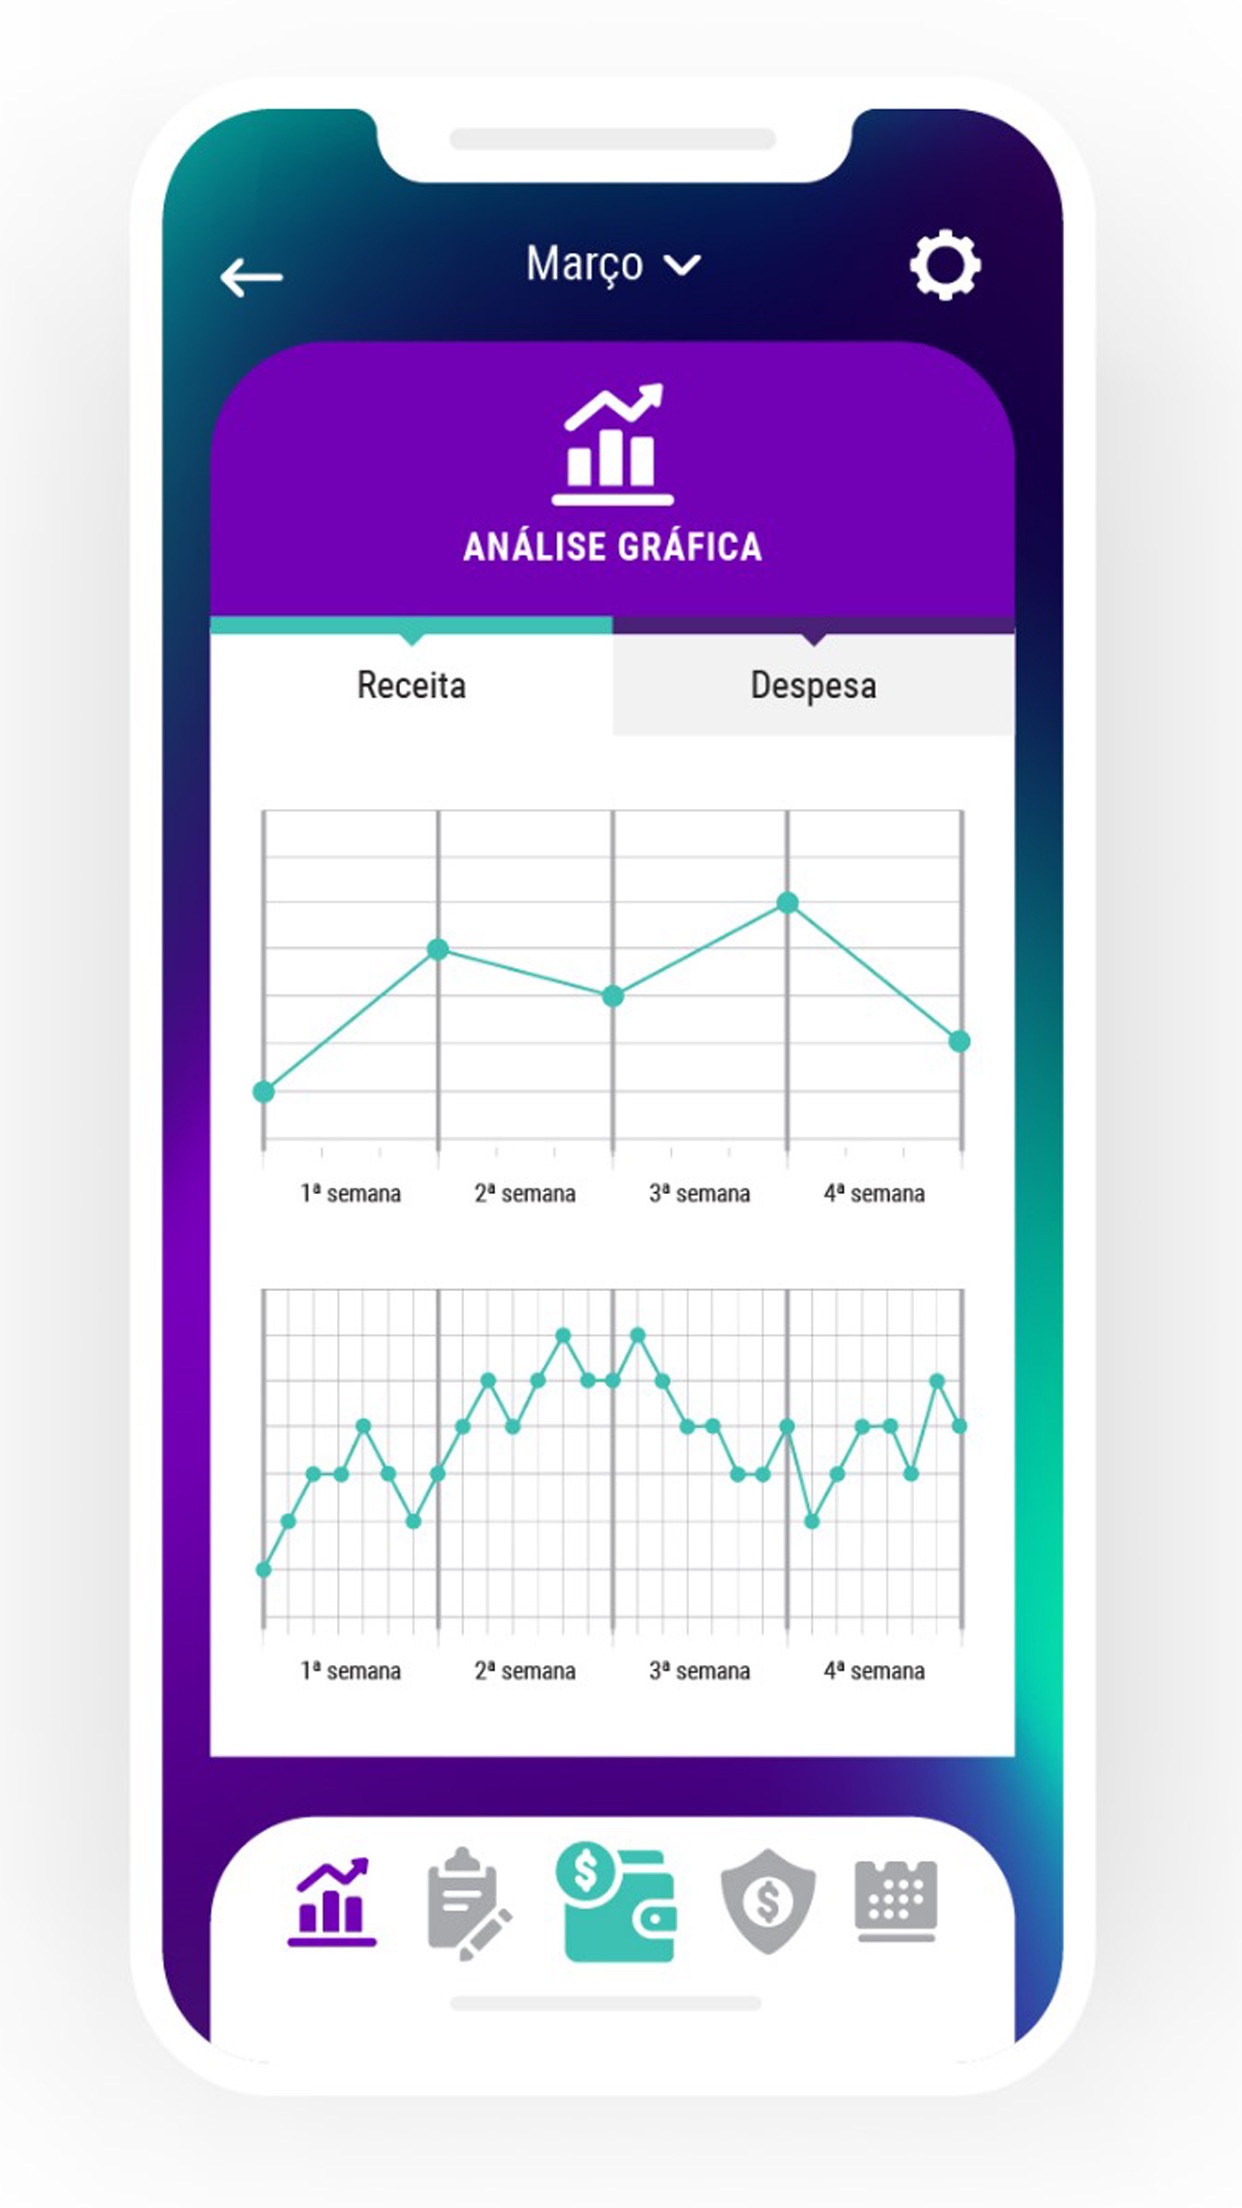 Março
ANÁLISE GRÁFICA
Receita
Despesa
1ª semana
2ª semana
3ª semana
4ª semana
1ª semana
2ª semana
3ª semana
4ª semana
$
$